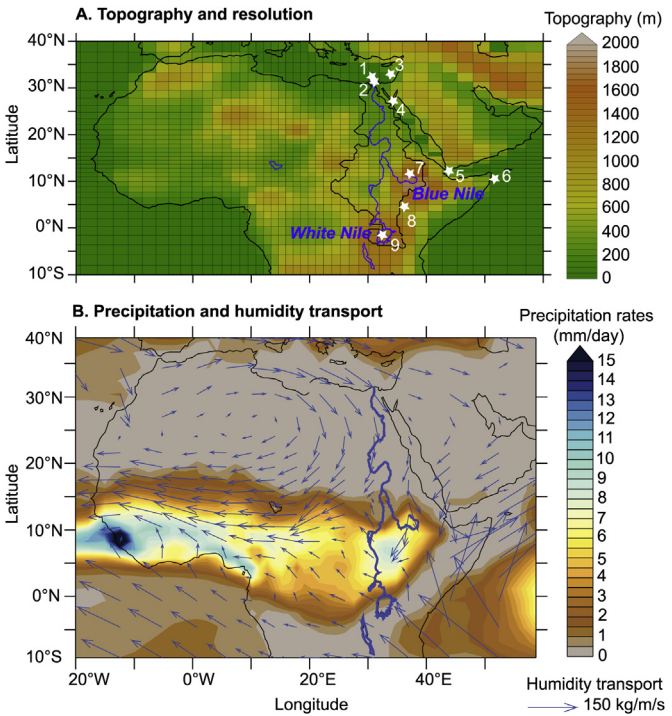 A. Topography and resolution
Topography (m)
40°N
30°N
20°N
10°N
0°N
10°S
Latitude
1
2
3
4
5
6
7
8
9
Blue Nile
White Nile
2000
1800
1600
1400
1200
1000
800
600
400
200
0
B. Precipitation and humidity transport
Precipitation rates
(mm/day)
40°N
30°N
20°N
10°N
0°N
10°S
Latitude
15
14
13
12
11
10
9
8
7
6
5
4
3
2
1
0
20°W
0°W
20°E
40°E
Longitude
Humidity transport
150 kg/m/s